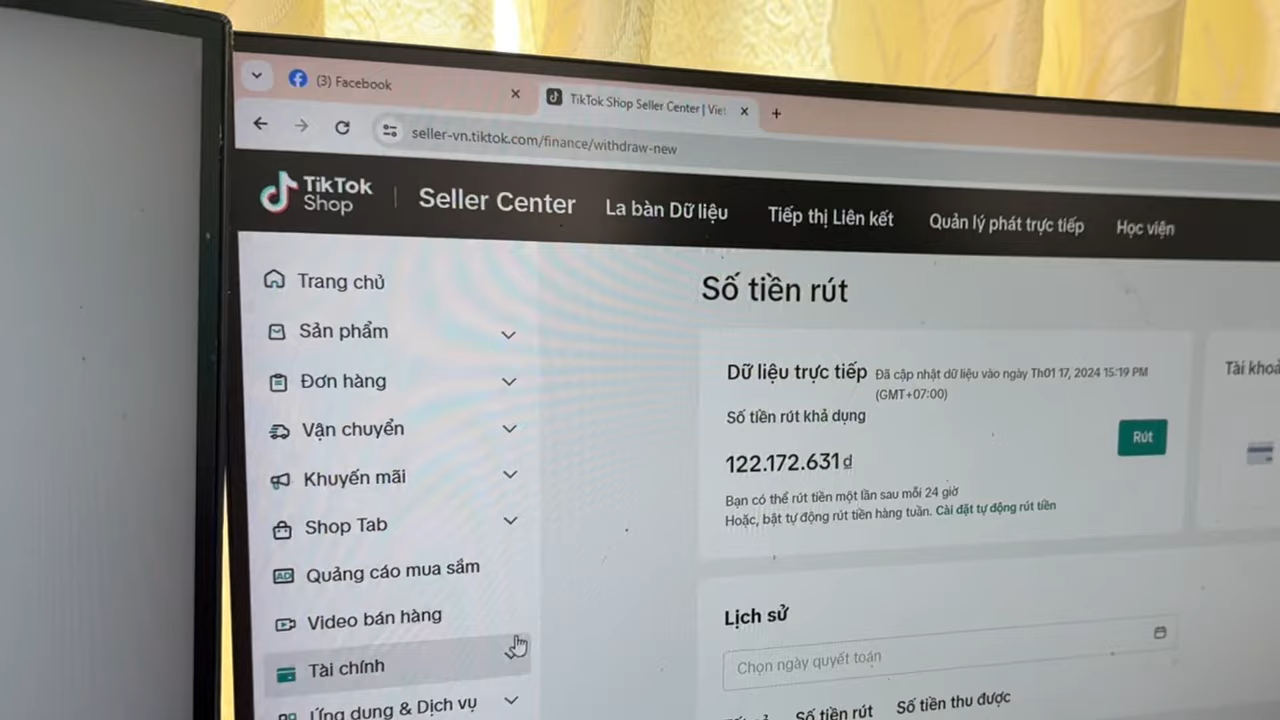 (3) Facebook
TikTok Shop Seller Center | Vie
seller-vn.tiktok.com/finance/withdraw-new
TikTok
Shop
Seller Center
La bàn Dữ liệu
Tiếp thị Liên kết
Quản lý phát trực tiếp
Học viện
Trang chủ
Sản phẩm
Đơn hàng
Vận chuyển
Khuyến mãi
Shop Tab
AD
Quảng cáo mua sắm
Video bán hàng
Tài chính
Ứng dụng & Dịch vụ
Số tiền rút
Dữ liệu trực tiếp
Đã cập nhật dữ liệu vào ngày Th01 17, 2024 15:19 PM
(GMT+07:00)
Số tiền rút khả dụng
122.172.631₫
Rút
Bạn có thể rút tiền một lần sau mỗi 24 giờ
Hoặc, bật tự động rút tiền hàng tuần. Cài đặt tự động rút tiền
Tài khoả
Lịch sử
Chọn ngày quyết toán
Số tiền rút
Số tiền thu được